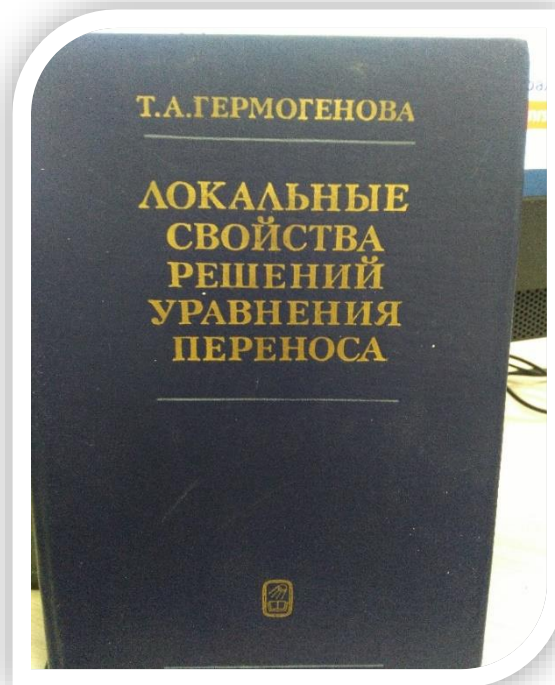 Т.А.ГЕРМОГЕНОВА
ЛОКАЛЬНЫЕ
СВОЙСТВА
РЕШЕНИЙ
УРАВНЕНИЯ
ПЕРЕНОСА